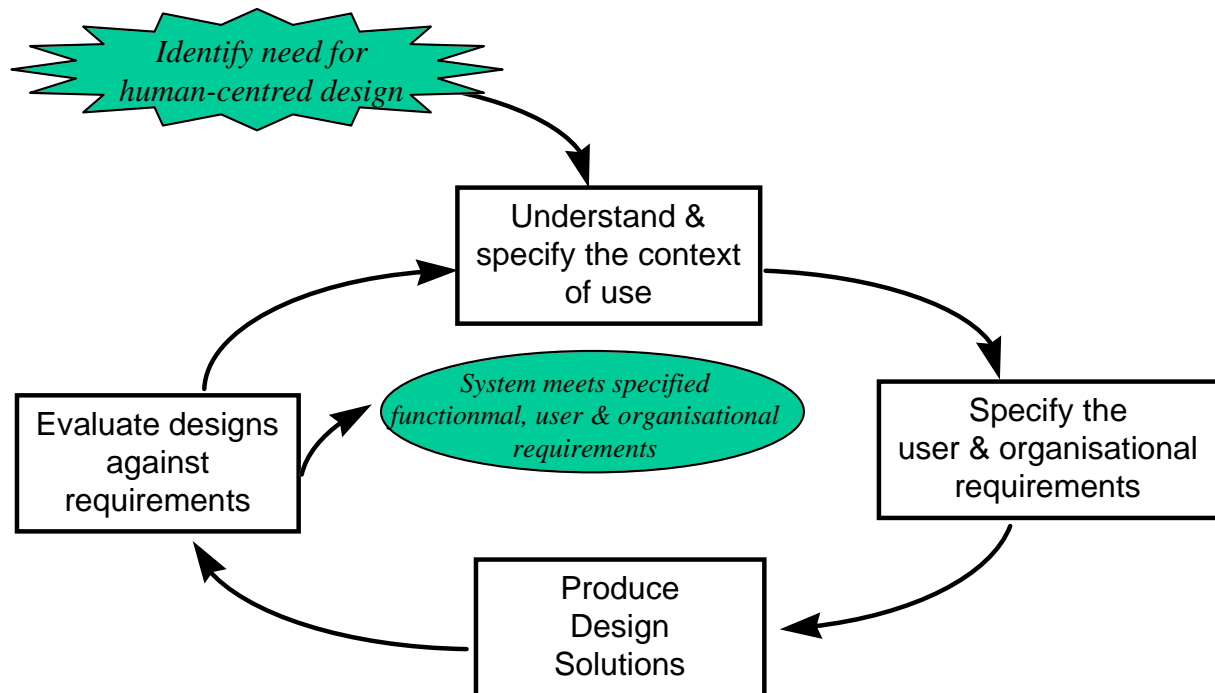 Identify need for
human-centred design
Understand &
specify the context
of use
System meets specified
functionmal, user & organisational
requirements
Evaluate designs
against
requirements
Specify the
user & organisational
requirements
Produce
Design
Solutions